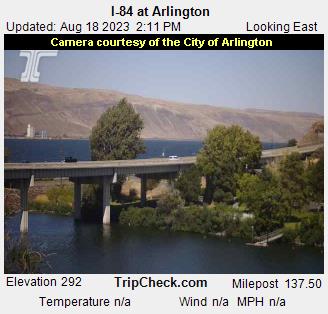 I-84 at Arlington
Updated: Aug 18 2023 2:11 PM Looking East
Camera courtesy of the City of Arlington
Elevation 292 TripCheck.com Milepost 137.50
Temperature n/a Wind n/a MPH n/a